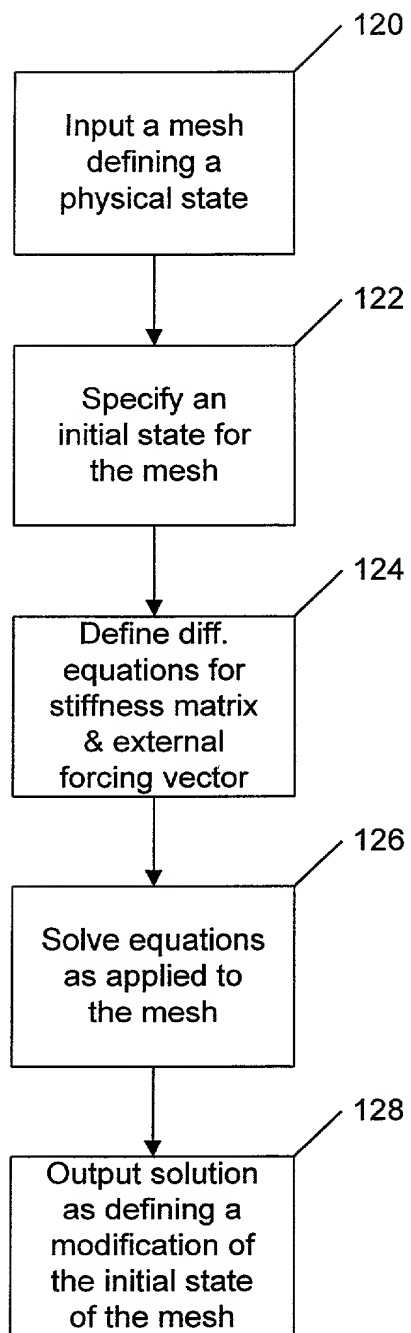 120
Input a mesh
defining a
physical state
122
Specify an
initial state for
the mesh
124
Define diff.
equations for
stiffness matrix
& external
forcing vector
126
Solve equations
as applied to
the mesh
128
Output solution
as defining a
modification of
the initial state
of the mesh